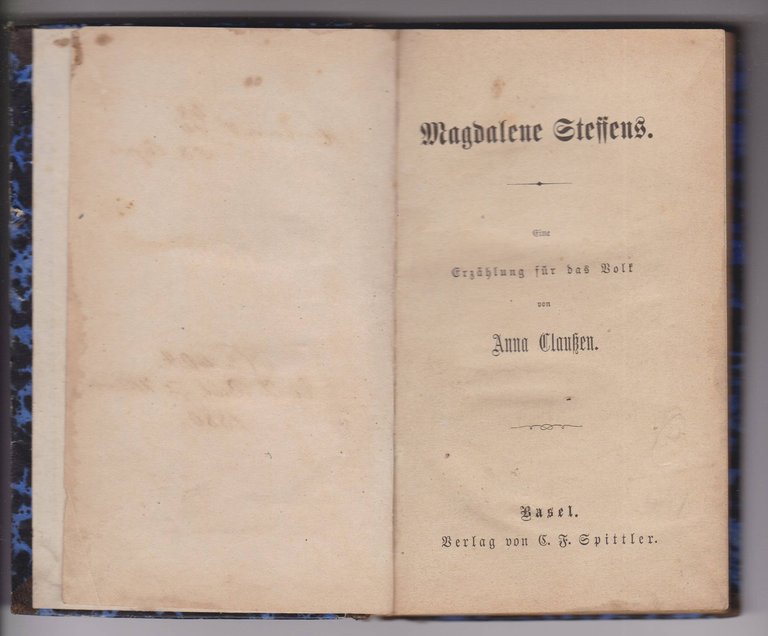 Magdalene Steffens.
Eine
Erzählung für das Volk
von
Anna Claußen.
Basel.
Verlag von C. F. Spittler.